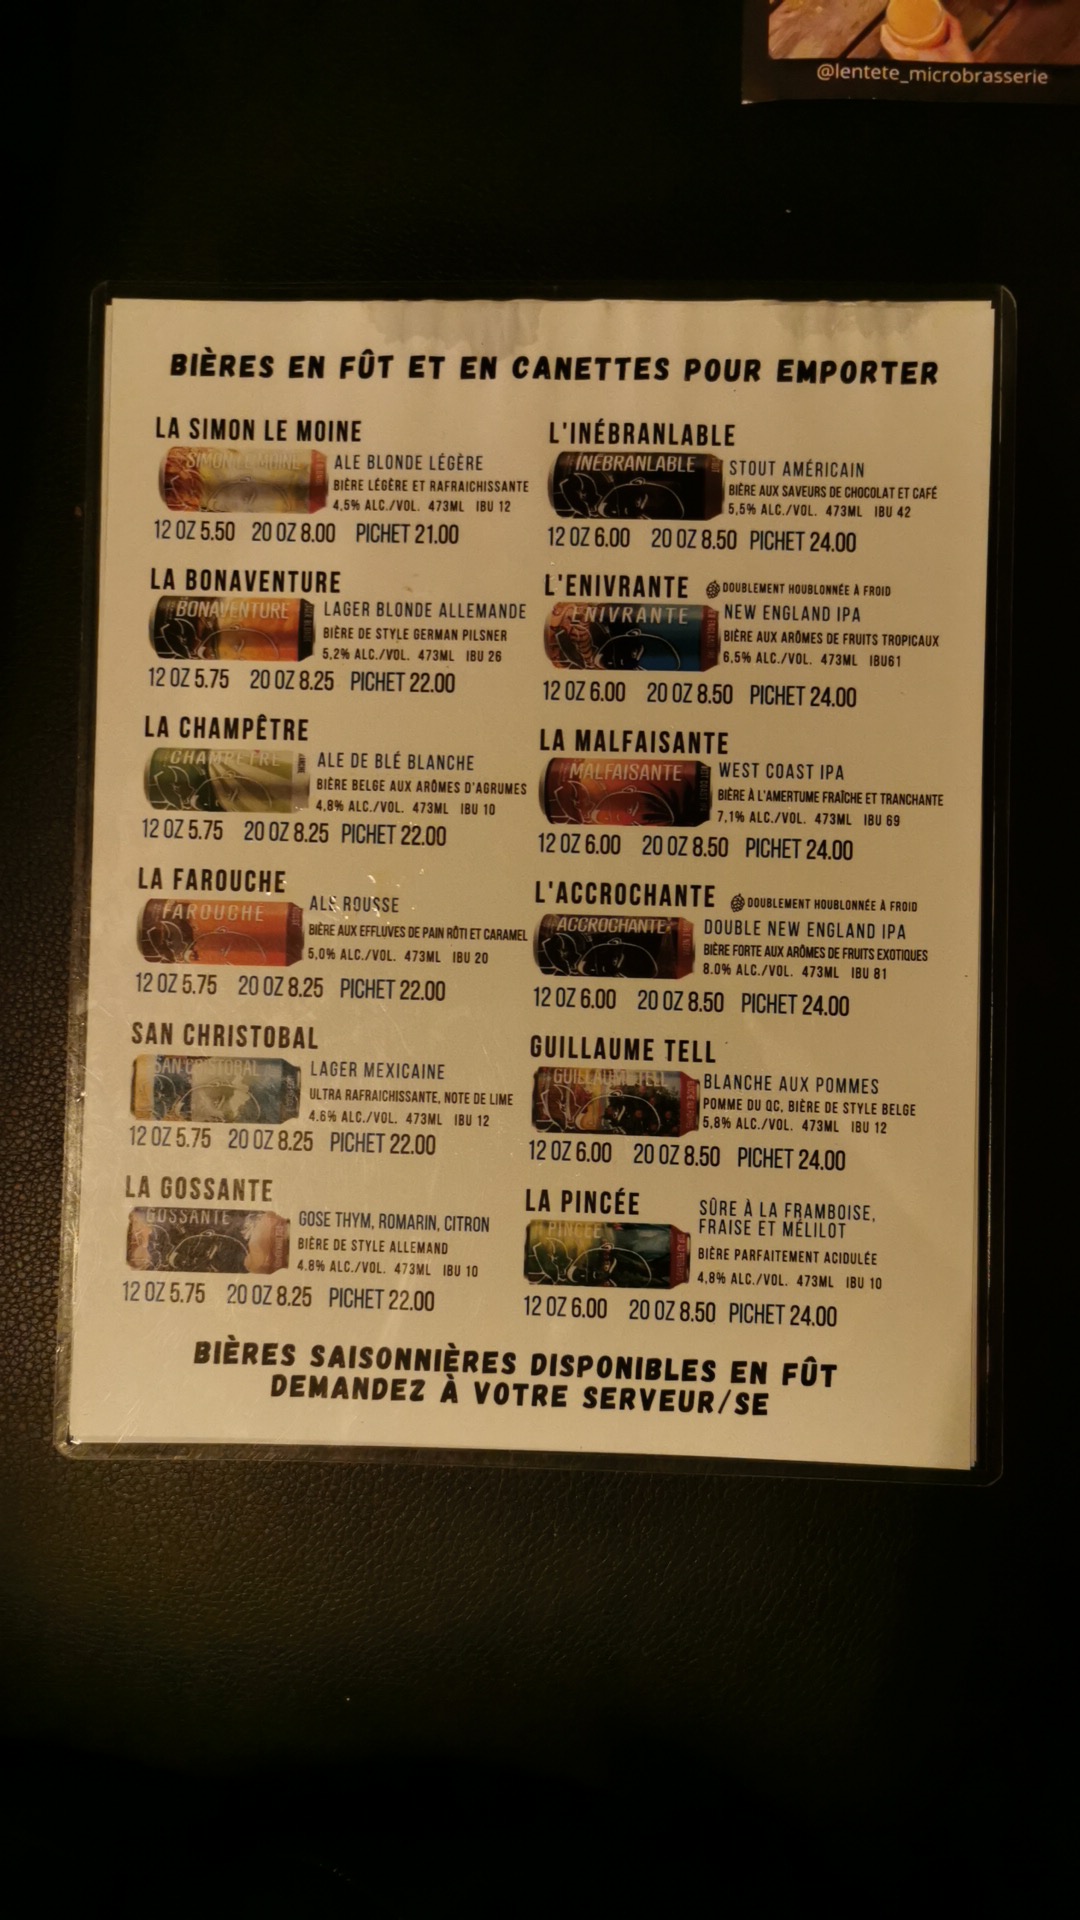 @lentete_microbrasserie
BIÈRES EN FÛT ET EN CANETTES POUR EMPORTER
LA SIMON LE MOINE
SIMON LE MOINE
ALE BLONDE LÉGÈRE
BIÈRE LÉGÈRE ET RAFRAICHISSANTE
4,5% ALC./VOL. 473ML IBU 12
12 OZ 5.50 20 OZ 8.00 PICHET 21.00
LA BONAVENTURE
BONAVENTURE
LAGER BLONDE ALLEMANDE
BIÈRE DE STYLE GERMAN PILSNER
5,2% ALC./VOL. 473ML IBU 26
12 OZ 5.75 20 OZ 8.25 PICHET 22.00
LA CHAMPÊTRE
CHAMPÊTRE
ALE DE BLÉ BLANCHE
BIÈRE BELGE AUX ARÔMES D'AGRUMES
4,8% ALC./VOL. 473ML IBU 10
12 OZ 5.75 20 OZ 8.25 PICHET 22.00
LA FAROUCHE
FAROUCHE
ALE ROUSSE
BIÈRE AUX EFFLUVES DE PAIN RÔTI ET CARAMEL
5,0% ALC./VOL. 473ML IBU 20
12 OZ 5.75 20 OZ 8.25 PICHET 22.00
SAN CHRISTOBAL
SAN CRISTOBAL
LAGER MEXICAINE
ULTRA RAFRAICHISSANTE, NOTE DE LIME
4.6% ALC./VOL. 473ML IBU 12
12 OZ 5.75 20 OZ 8.25 PICHET 22.00
LA GOSSANTE
GOSSANTE
GOSE THYM, ROMARIN, CITRON
BIÈRE DE STYLE ALLEMAND
4.8% ALC./VOL. 473ML IBU 10
12 OZ 5.75 20 OZ 8.25 PICHET 22.00
L'INÉBRANLABLE
INÉBRANLABLE
STOUT AMÉRICAIN
BIÈRE AUX SAVEURS DE CHOCOLAT ET CAFÉ
5,5% ALC./VOL. 473ML IBU 42
12 OZ 6.00 20 OZ 8.50 PICHET 24.00
L'ENIVRANTE DOUBLEMENT HOUBLONNÉE À FROID
ENIVRANTE
NEW ENGLAND IPA
BIÈRE AUX ARÔMES DE FRUITS TROPICAUX
6,5% ALC./VOL. 473ML IBU61
12 OZ 6.00 20 OZ 8.50 PICHET 24.00
LA MALFAISANTE
MALFAISANTE
WEST COAST IPA
BIÈRE À L'AMERTUME FRAÎCHE ET TRANCHANTE
7,1% ALC./VOL. 473ML IBU 69
12 OZ 6.00 20 OZ 8.50 PICHET 24.00
L'ACCROCHANTE DOUBLEMENT HOUBLONNÉE À FROID
ACCROCHANTE
DOUBLE NEW ENGLAND IPA
BIÈRE FORTE AUX ARÔMES DE FRUITS EXOTIQUES
8.0% ALC./VOL. 473ML IBU 81
12 OZ 6.00 20 OZ 8.50 PICHET 24.00
GUILLAUME TELL
GUILLAUME TELL
BLANCHE AUX POMMES
POMME DU QC, BIÈRE DE STYLE BELGE
5,8% ALC./VOL. 473ML IBU 12
12 OZ 6.00 20 OZ 8.50 PICHET 24.00
LA PINCÉE
PINCÉE
SÛRE À LA FRAMBOISE,
FRAISE ET MÉLILOT
BIÈRE PARFAITEMENT ACIDULÉE
4,8% ALC./VOL. 473ML IBU 10
12 OZ 6.00 20 OZ 8.50 PICHET 24.00
BIÈRES SAISONNIÈRES DISPONIBLES EN FÛT
DEMANDEZ À VOTRE SERVEUR/SE